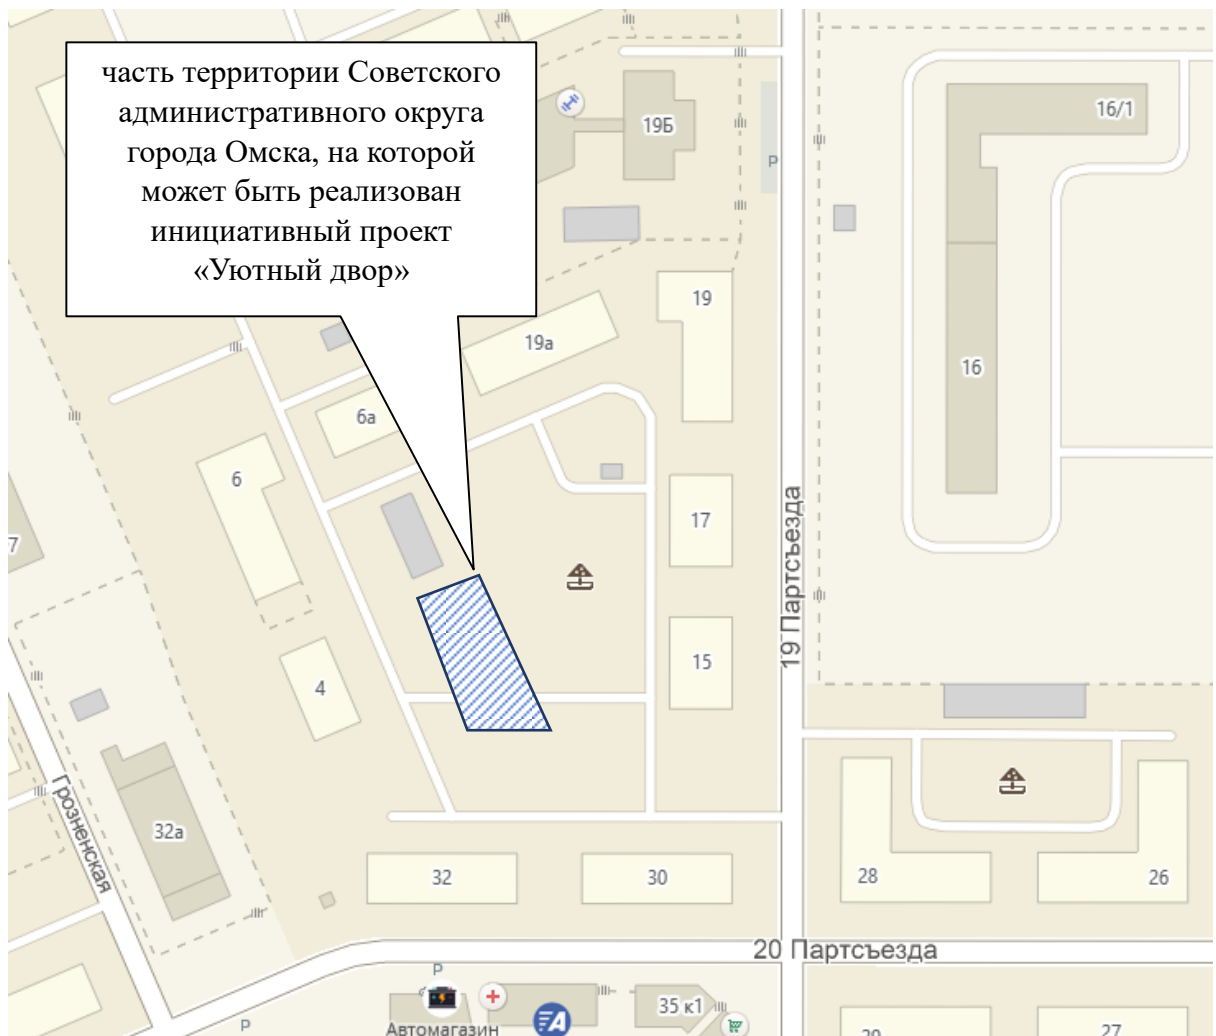 часть территории Советского
административного округа
города Омска, на которой
может быть реализован
инициативный проект
«Уютный двор»
19Б
16/1
P
19
19а
16
6а
6
17
19 Партсъезда
15
4
Грозненская
32а
32
30
28
26
20 Партсъезда
P
P
35 к1
Автомагазин
27